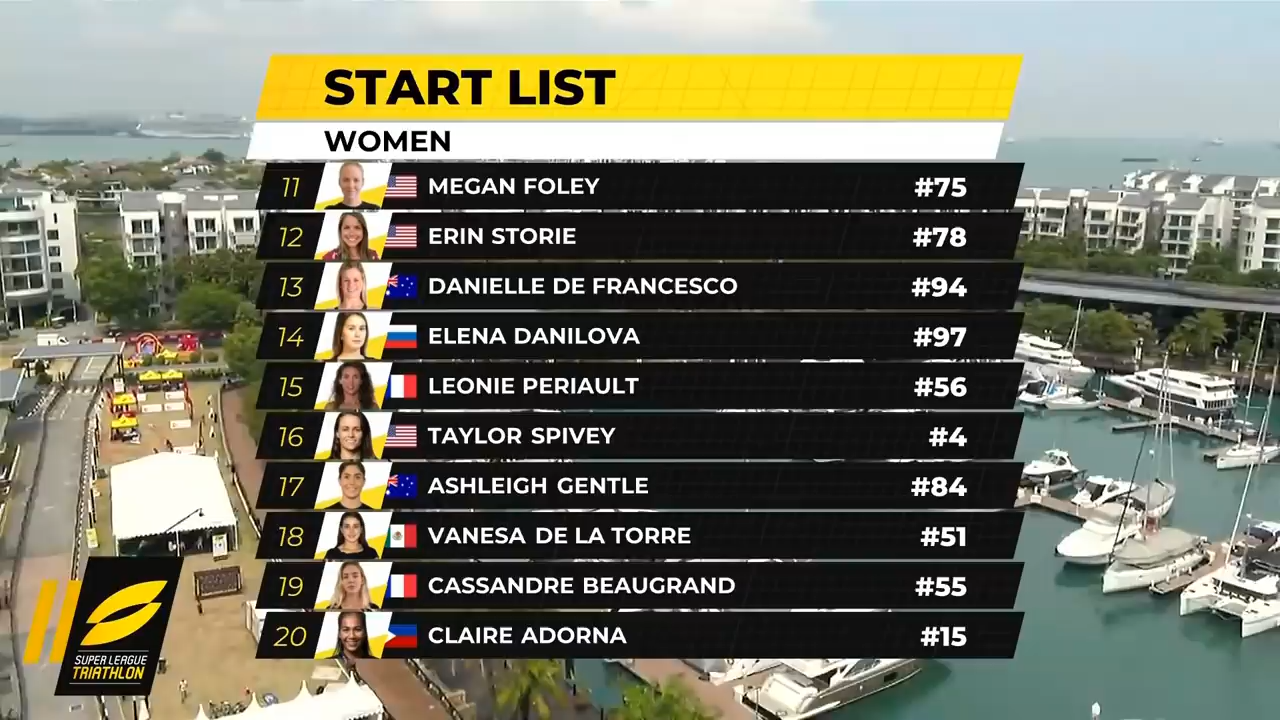 START LIST
WOMEN
11 MEGAN FOLEY #75
12 ERIN STORIE #78
13 DANIELLE DE FRANCESCO #94
14 ELENA DANILOVA #97
15 LEONIE PERIAULT #56
16 TAYLOR SPIVEY #4
17 ASHLEIGH GENTLE #84
18 VANESA DE LA TORRE #51
19 CASSANDRE BEAUGRAND #55
20 CLAIRE ADORNA #15
SUPER LEAGUE
TRIATHLON